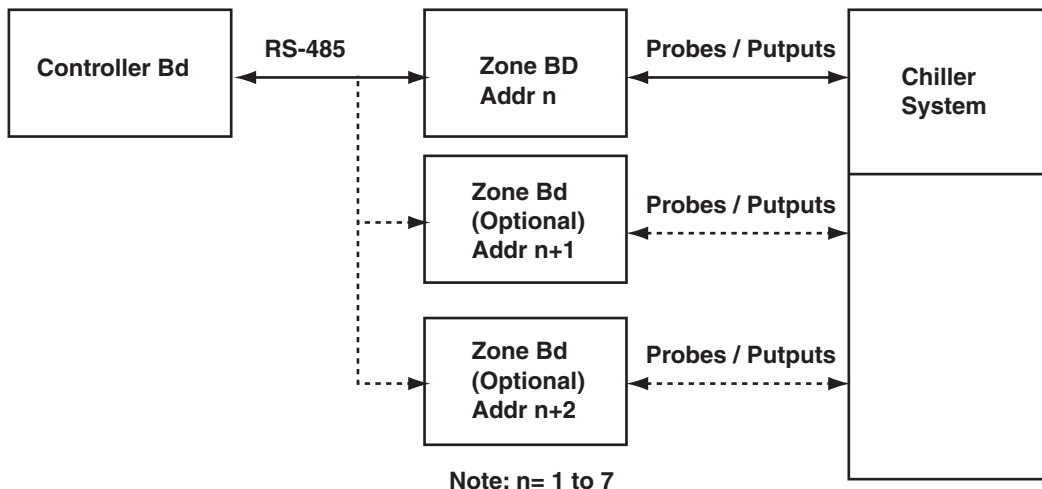 Controller Bd
RS-485
Zone BD
Addr n
Probes / Putputs
Chiller
System
Zone Bd
(Optional)
Addr n+1
Probes / Putputs
Zone Bd
(Optional)
Addr n+2
Probes / Putputs
Note: n= 1 to 7